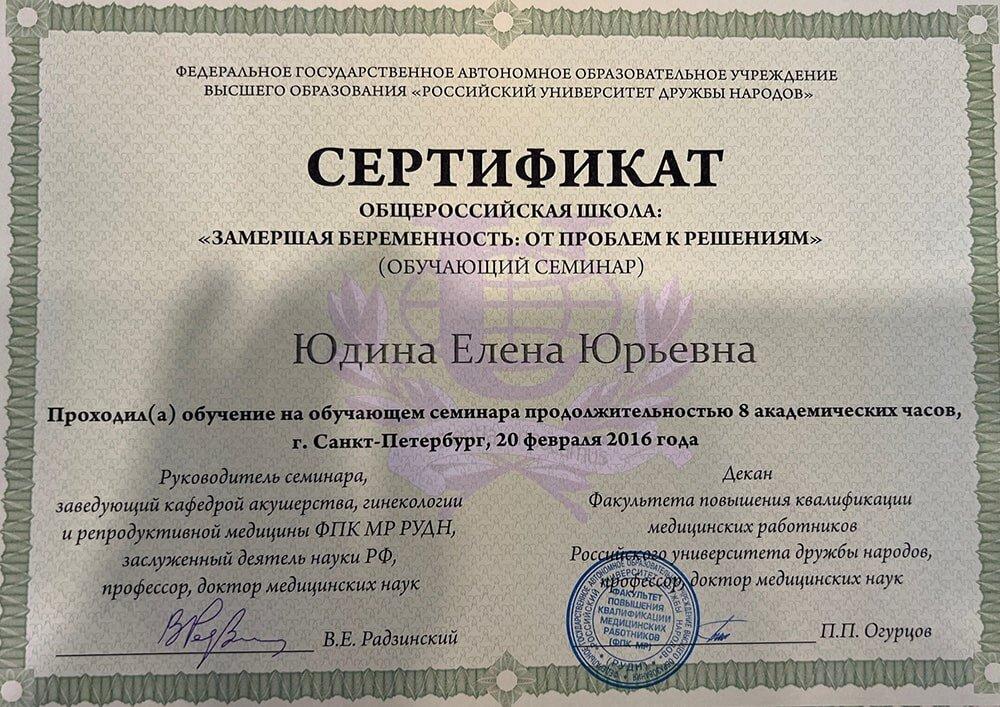 ФЕДЕРАЛЬНОЕ ГОСУДАРСТВЕННОЕ АВТОНОМНОЕ ОБРАЗОВАТЕЛЬНОЕ УЧРЕЖДЕНИЕ
ВЫСШЕГО ОБРАЗОВАНИЯ «РОССИЙСКИЙ УНИВЕРСИТЕТ ДРУЖБЫ НАРОДОВ»
СЕРТИФИКАТ
ОБЩЕРОССИЙСКАЯ ШКОЛА:
«ЗАМЕРШАЯ БЕРЕМЕННОСТЬ: ОТ ПРОБЛЕМ К РЕШЕНИЯМ»
(ОБУЧАЮЩИЙ СЕМИНАР)
Юдина Елена Юрьевна
Проходил(а) обучение на обучающем семинара продолжительностью 8 академических часов,
г. Санкт-Петербург, 20 февраля 2016 года
Руководитель семинара,
заведующий кафедрой акушерства, гинекологии
и репродуктивной медицины ФПК МР РУДН,
заслуженный деятель науки РФ,
профессор, доктор медицинских наук
В.Е. Радзинский
Декан
Факультета повышения квалификации
медицинских работников
Российского университета дружбы народов,
профессор, доктор медицинских наук
П.П. Огурцов
ФАКУЛЬТЕТ
ПОВЫШЕНИЯ
КВАЛИФИКАЦИИ
МЕДИЦИНСКИХ
РАБОТНИКОВ
(ФПК МР)
(РУДН)